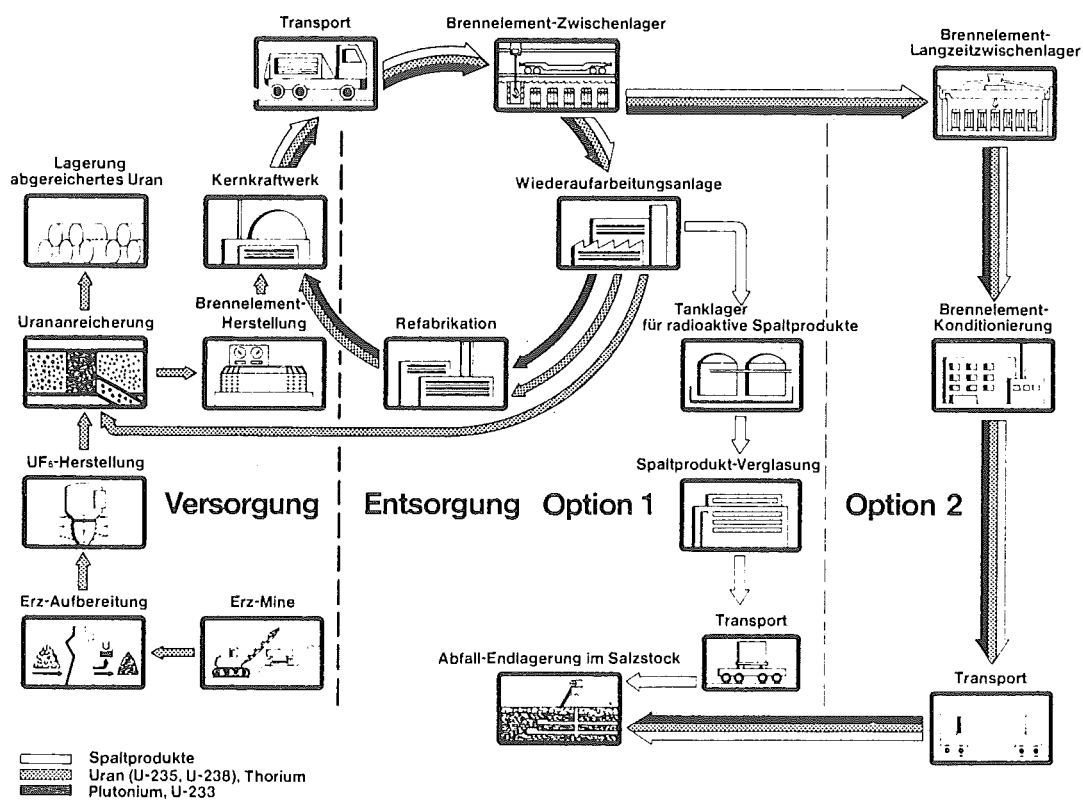 Transport
Brennelement-Zwischenlager
Brennelement-
Langzeitzwischenlager
Lagerung
abgereichertes Uran
Kernkraftwerk
Wiederaufarbeitungsanlage
Urananreicherung
Brennelement-
Herstellung
Refabrikation
Tanklager
für radioaktive Spaltprodukte
Brennelement-
Konditionierung
UF₆-Herstellung
Spaltprodukt-Verglasung
Versorgung
Entsorgung Option 1
Option 2
Erz-Aufbereitung
Erz-Mine
U
Transport
Abfall-Endlagerung im Salzstock
Transport
Spaltprodukte
Uran (U-235, U-238), Thorium
Plutonium, U-233